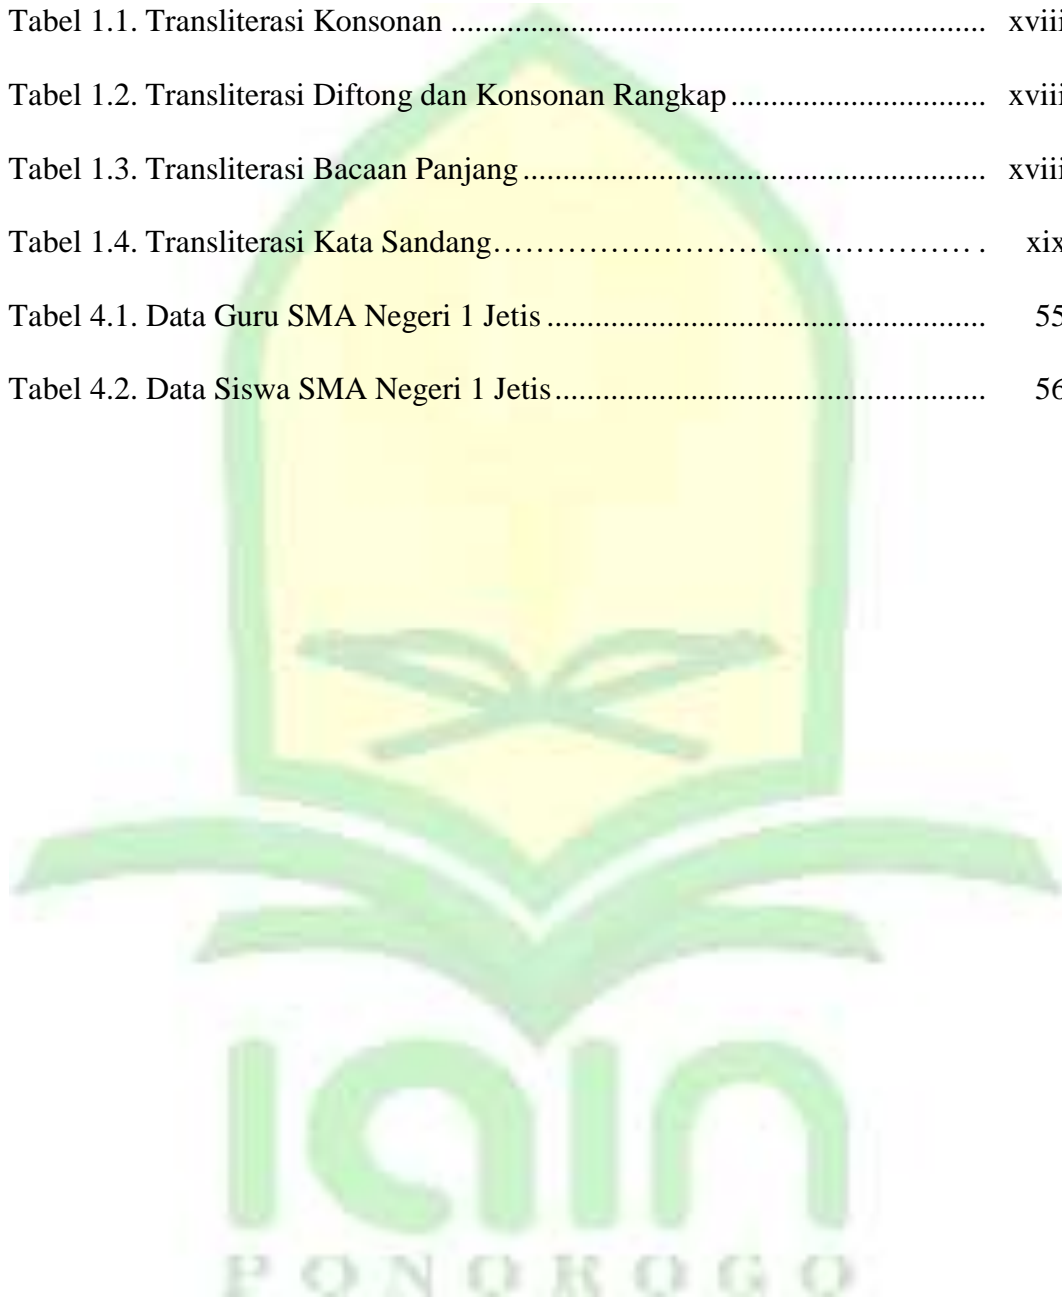 Tabel 1.1. Transliterasi Konsonan ................................................................. xviii
Tabel 1.2. Transliterasi Diftong dan Konsonan Rangkap ............................... xviii
Tabel 1.3. Transliterasi Bacaan Panjang ........................................................ xviii
Tabel 1.4. Transliterasi Kata Sandang………………………………………… . xix
Tabel 4.1. Data Guru SMA Negeri 1 Jetis ..................................................... 55
Tabel 4.2. Data Siswa SMA Negeri 1 Jetis .................................................... 56
iain
PONOROGO